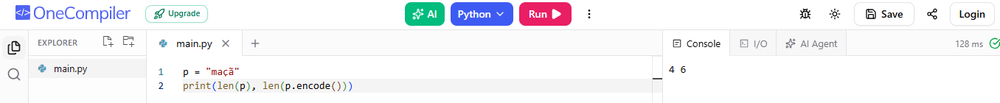 </> OneCompiler Upgrade AI Python Run Save Login
EXPLORER main.py Console I/O AI Agent 128 ms
main.py
1 p = "maçã"
2 print(len(p), len(p.encode()))
4 6